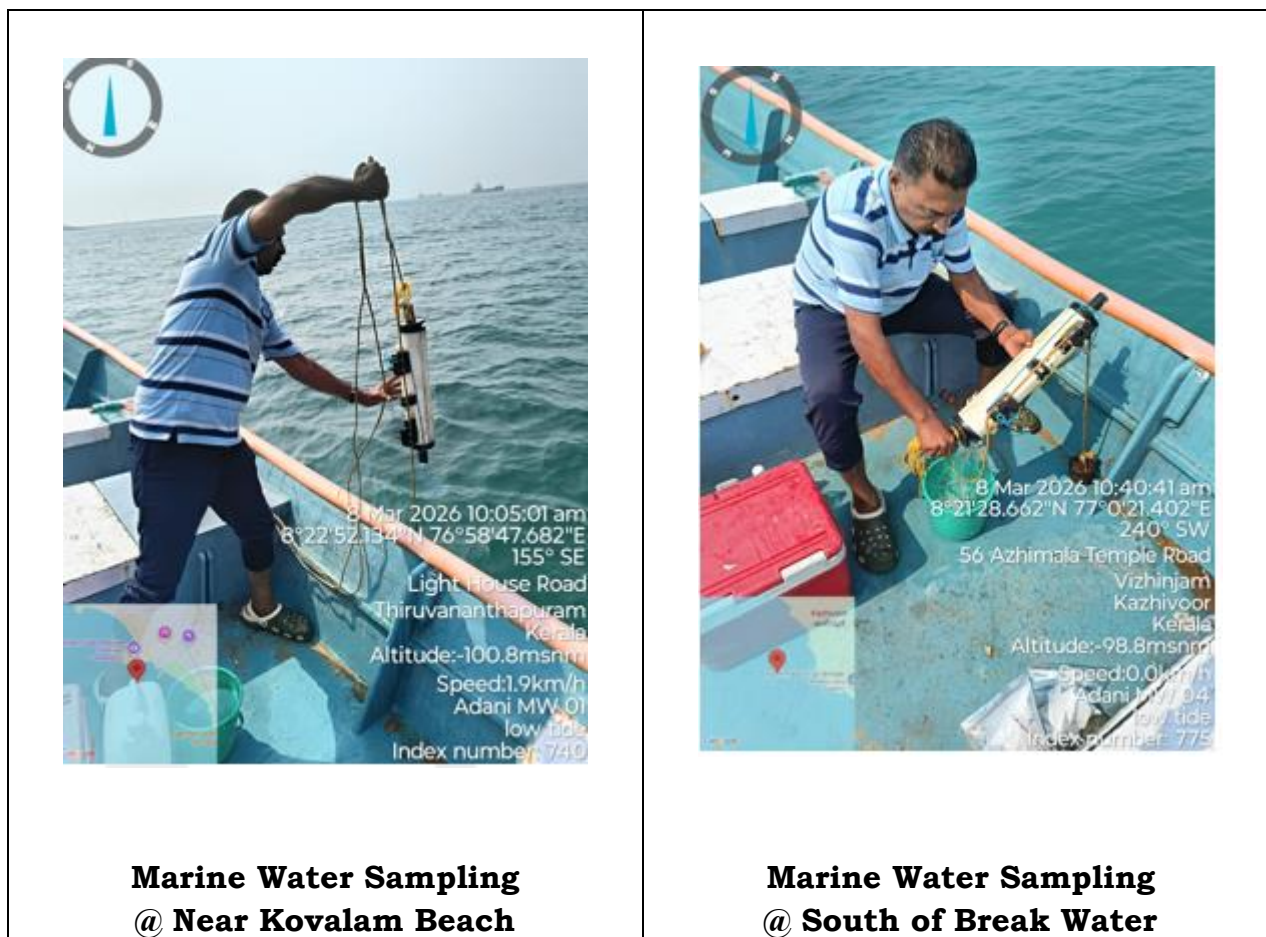 8 Mar 2026 10:05:01 am
8°22'52.134"N 76°58'47.682"E
155° SE
Light House Road
Thiruvananthapuram
Kerala
Altitude:-100.8msnm
Speed:1.9km/h
Adani MW 01
low tide
Index number: 740
Marine Water Sampling
@ Near Kovalam Beach
8 Mar 2026 10:40:41 am
8°21'28.662"N 77°0'21.402"E
240° SW
56 Azhimala Temple Road
Vizhinjam
Kazhivoor
Kerala
Altitude:-98.8msnm
Speed:0.0km/h
Adani MW 04
low tide
Index number: 775
Marine Water Sampling
@ South of Break Water